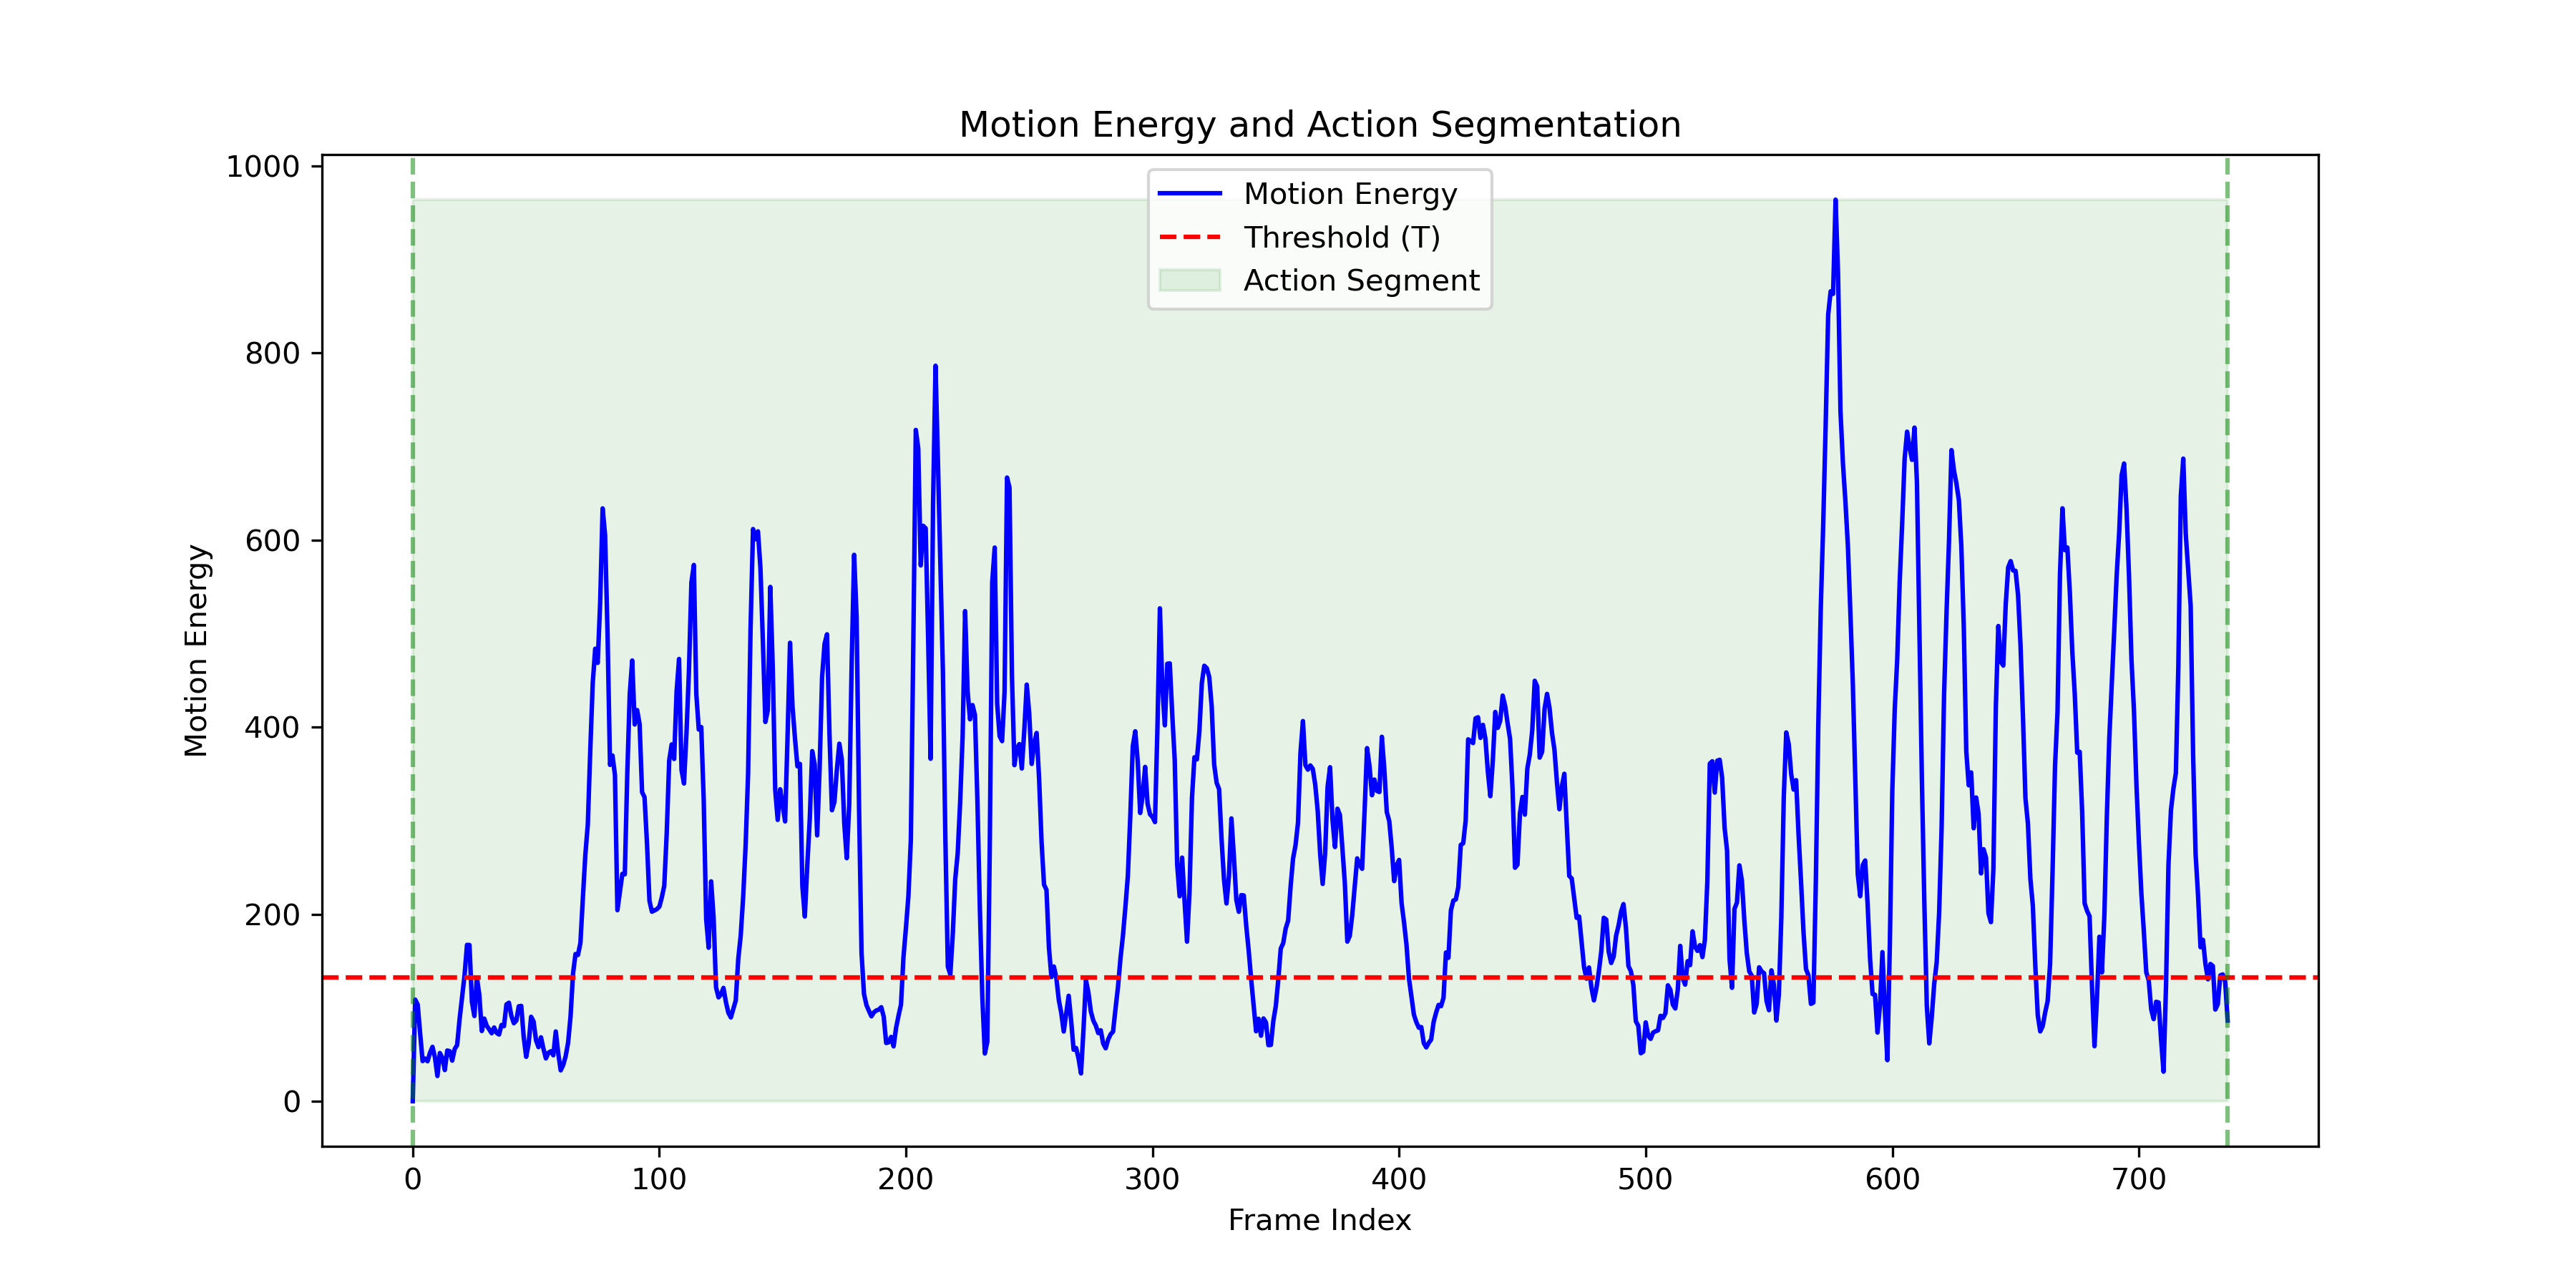 Motion Energy and Action Segmentation
Motion Energy
Threshold (T)
Action Segment
Motion Energy
1000
800
600
400
200
0
0 100 200 300 400 500 600 700
Frame Index